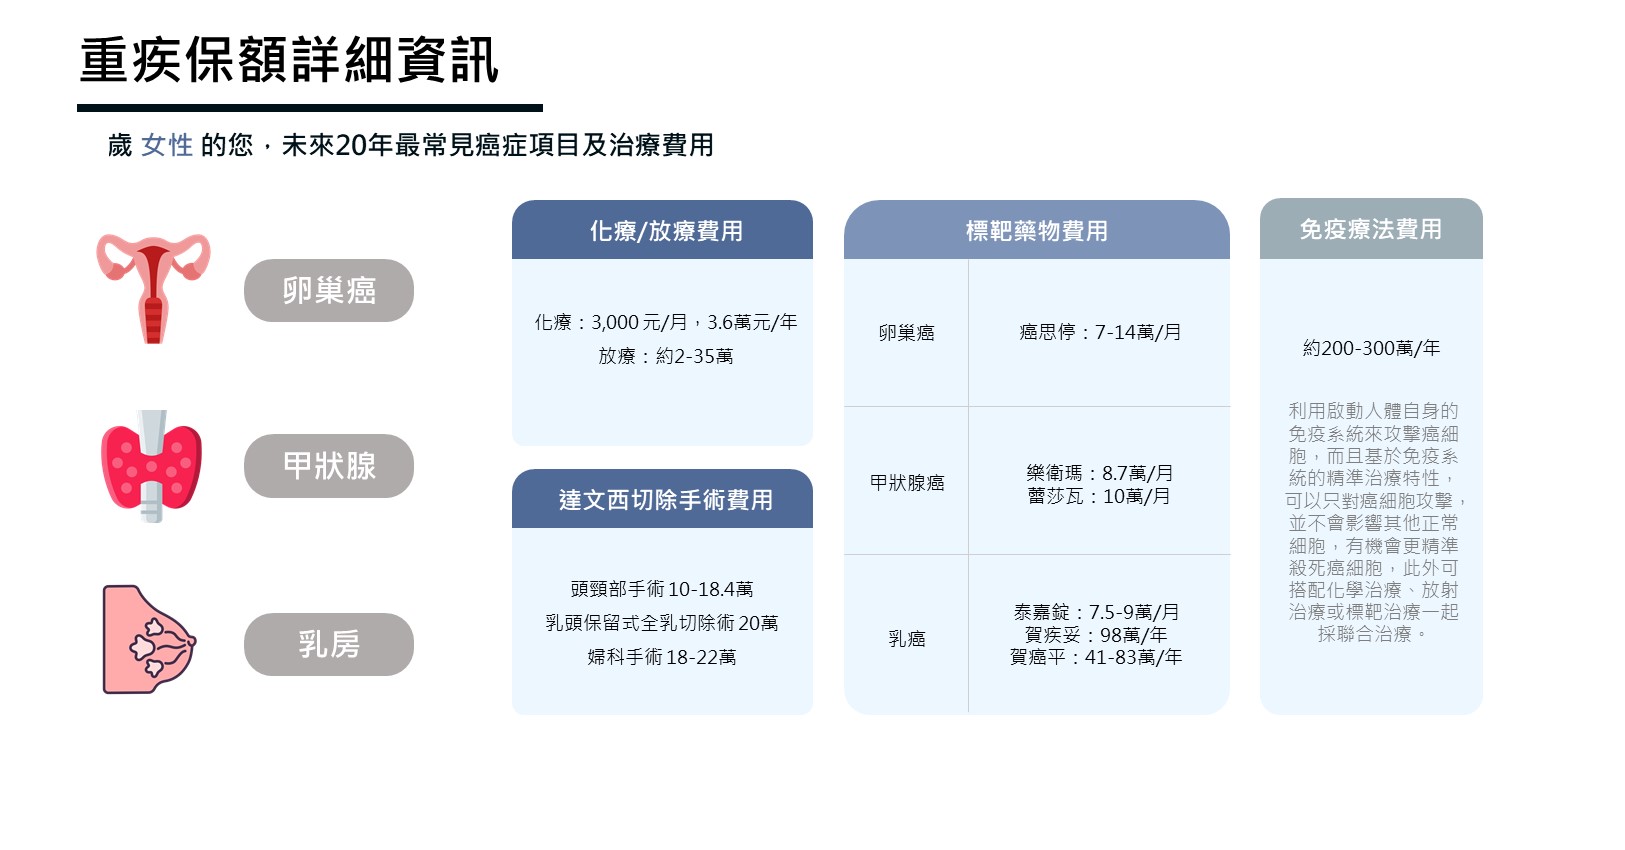 重疾保額詳細資訊
歲 女性 的您，未來20年最常見癌症項目及治療費用
卵巢癌
甲狀腺
乳房
化療/放療費用
化療：3,000元/月，3.6萬元/年
放療：約2-35萬
達文西切除手術費用
頭頸部手術10-18.4萬
乳頭保留式全乳切除術20萬
婦科手術18-22萬
標靶藥物費用
卵巢癌
癌思停：7-14萬/月
甲狀腺癌
樂衛瑪：8.7萬/月
蕾莎瓦：10萬/月
乳癌
泰嘉錠：7.5-9萬/月
賀疾妥：98萬/年
賀癌平：41-83萬/年
免疫療法費用
約200-300萬/年
利用啟動人體自身的
免疫系統來攻擊癌細
胞，而且基於免疫系
統的精準治療特性，
可以只對癌細胞攻擊，
並不會影響其他正常
細胞，有機會更精準
殺死癌細胞，此外可
搭配化學治療、放射
治療或標靶治療一起
採聯合治療。